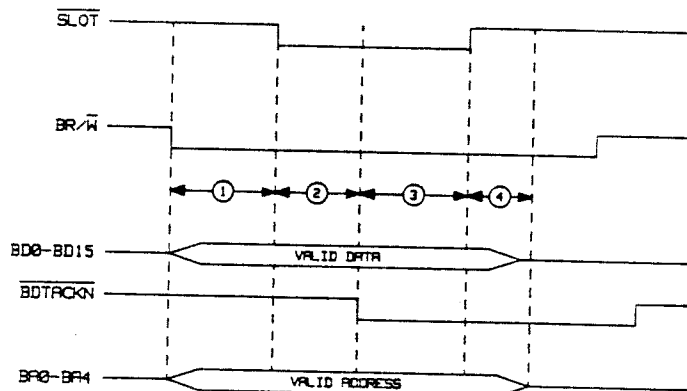 SLOT
BR/W
1 2 3 4
BD0-BD15 VALID DATA
BDTACKN
BA0-BA4 VALID ADDRESS